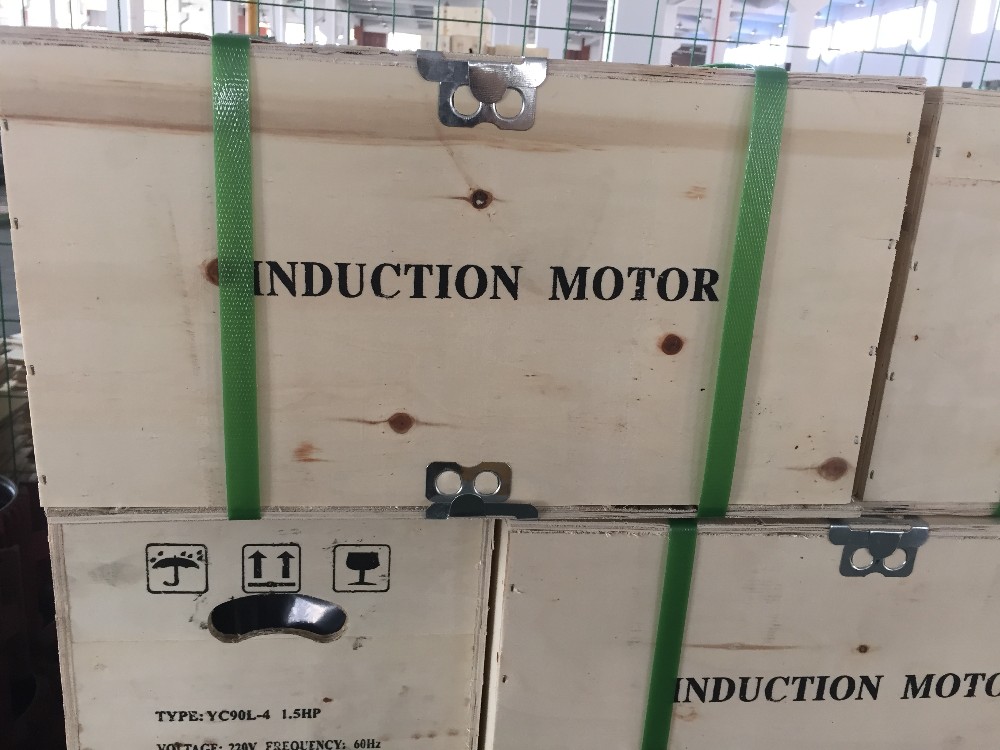 INDUCTION MOTOR
TYPE: YC90L-4 1.5HP
VOLTAGE: 220V FREQUENCY: 60Hz
INDUCTION MOTO